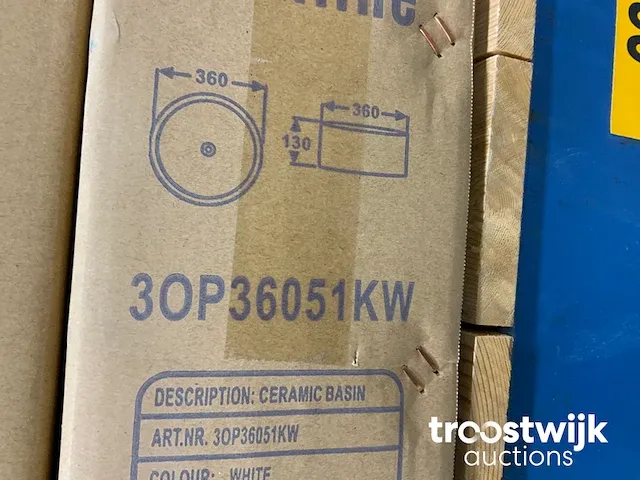 360
360
130
3OP36051KW
DESCRIPTION: CERAMIC BASIN
ART.NR. 3OP36051KW
COLOUR: WHITE
troostwijk
auctions